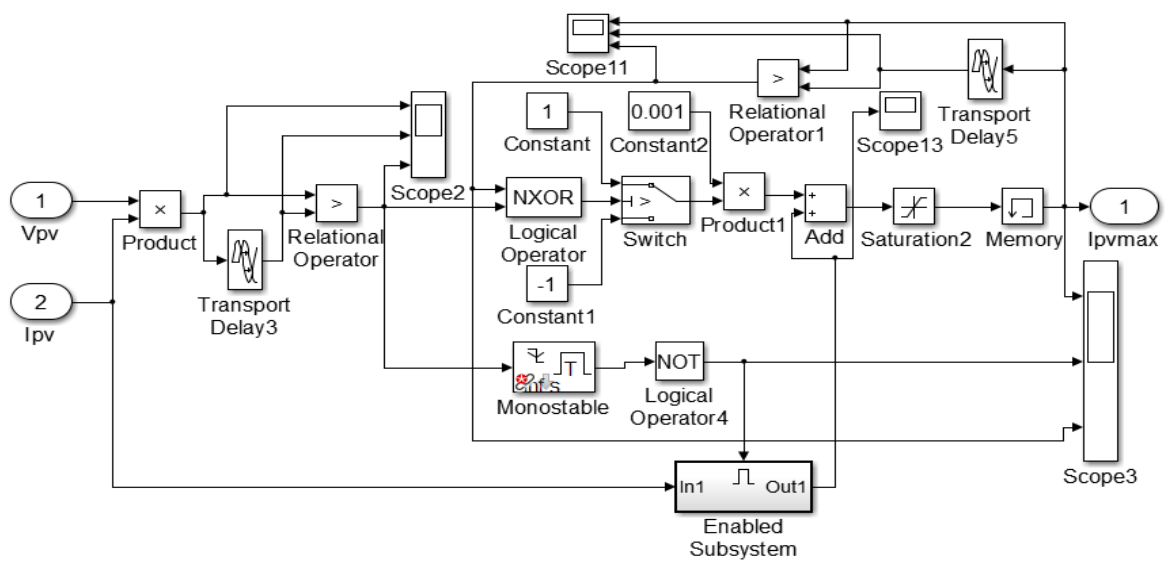 Scope11
>
Relational
Operator1
Transport
Delay5
1
Constant
0.001
Constant2
Scope13
Scope2
1
Vpv
×
Product
>
Relational
Operator
Transport
Delay3
NXOR
Logical
Operator
>
Switch
×
Product1
+
+
Add
Saturation2
Memory
1
Ipvmax
-1
Constant1
2
Ipv
T
Monostable
NOT
Logical
Operator4
Scope3
In1
Out1
Enabled
Subsystem